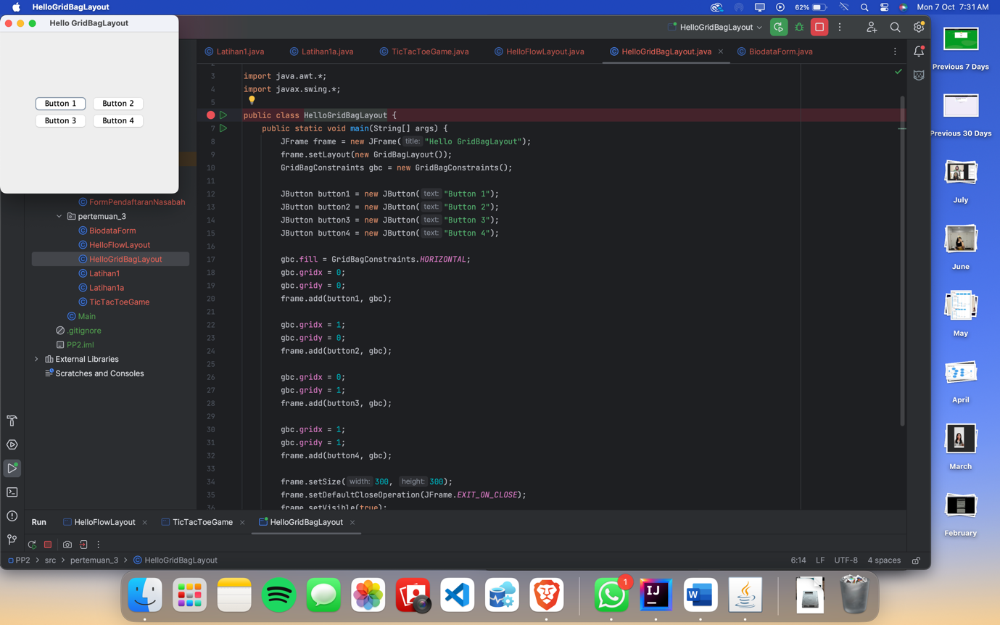 HelloGridBagLayout
62%
Mon 7 Oct 7:31 AM
Hello GridBagLayout
Button 1
Button 2
Button 3
Button 4
HelloGridBagLayout
Latihan1.java
Latihan1a.java
TicTacToeGame.java
HelloFlowLayout.java
HelloGridBagLayout.java
BiodataForm.java
FormPendaftaranNasabah
pertemuan_3
BiodataForm
HelloFlowLayout
HelloGridBagLayout
Latihan1
Latihan1a
TicTacToeGame
Main
.gitignore
PP2.iml
External Libraries
Scratches and Consoles
3 import java.awt.*;
4 import javax.swing.*;
5
public class HelloGridBagLayout {
7 public static void main(String[] args) {
8 JFrame frame = new JFrame( title: "Hello GridBagLayout");
9 frame.setLayout(new GridBagLayout());
10 GridBagConstraints gbc = new GridBagConstraints();
11
12 JButton button1 = new JButton( text: "Button 1");
13 JButton button2 = new JButton( text: "Button 2");
14 JButton button3 = new JButton( text: "Button 3");
15 JButton button4 = new JButton( text: "Button 4");
16
17 gbc.fill = GridBagConstraints.HORIZONTAL;
18 gbc.gridx = 0;
19 gbc.gridy = 0;
20 frame.add(button1, gbc);
21
22 gbc.gridx = 1;
23 gbc.gridy = 0;
24 frame.add(button2, gbc);
25
26 gbc.gridx = 0;
27 gbc.gridy = 1;
28 frame.add(button3, gbc);
29
30 gbc.gridx = 1;
31 gbc.gridy = 1;
32 frame.add(button4, gbc);
33
34 frame.setSize( width: 300, height: 300);
35 frame.setDefaultCloseOperation(JFrame.EXIT_ON_CLOSE);
36 frame.setVisible(true);
Run
HelloFlowLayout
TicTacToeGame
HelloGridBagLayout
PP2 > src > pertemuan_3 > HelloGridBagLayout
6:14 LF UTF-8 4 spaces
Previous 7 Days
Previous 30 Days
July
June
May
April
March
February
1
IJ
W